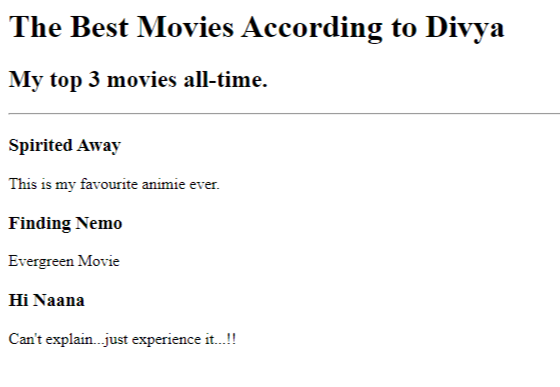 The Best Movies According to Divya
My top 3 movies all-time.
Spirited Away
This is my favourite animie ever.
Finding Nemo
Evergreen Movie
Hi Naana
Can't explain...just experience it...!!